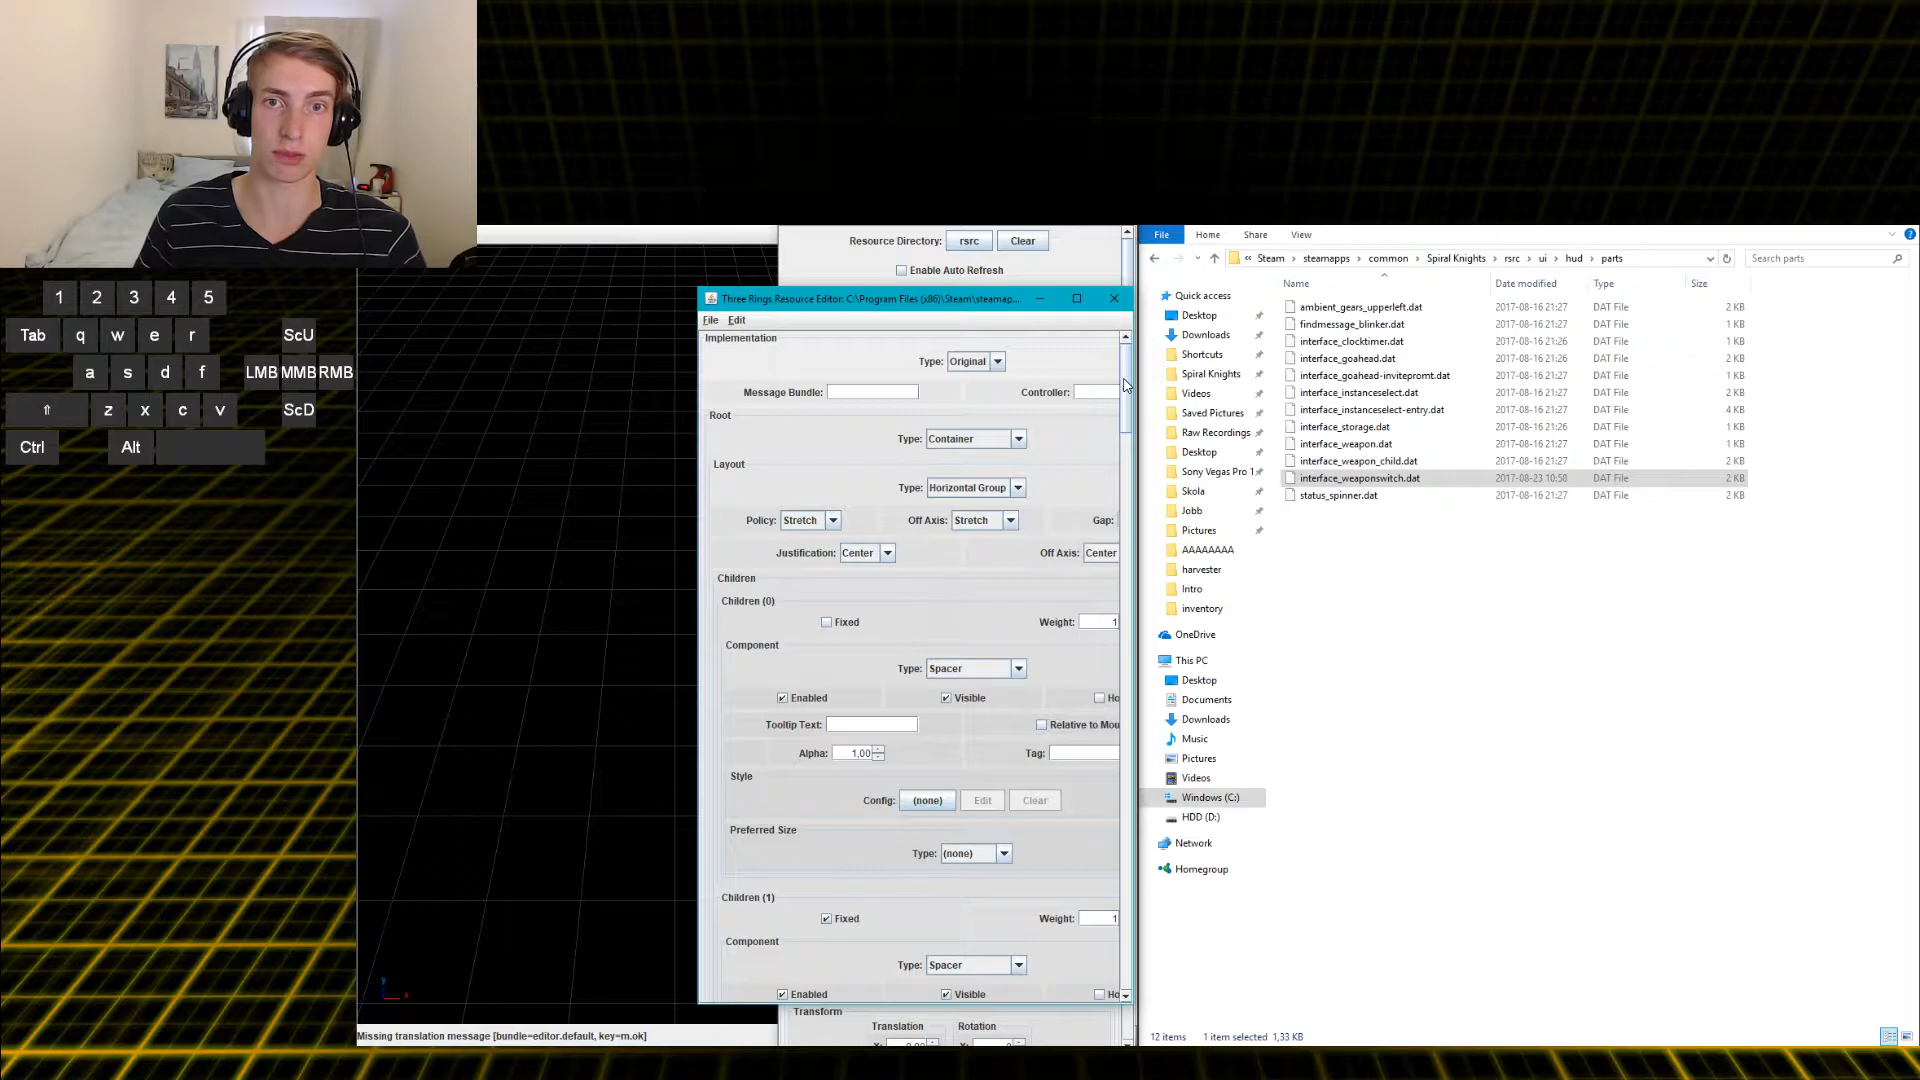 1 2 3 4 5
Tab q w e r ScU
a s d f LMB MMB RMB
⇧ z x c v ScD
Ctrl Alt
Resource Directory: rsrc Clear
Enable Auto Refresh
Three Rings Resource Editor: C:\Program Files (x86)\Steam\steamap...
File Edit
Implementation
Type: Original
Message Bundle: Controller:
Root
Type: Container
Layout
Type: Horizontal Group
Policy: Stretch Off Axis: Stretch Gap:
Justification: Center Off Axis: Center
Children
Children (0)
Fixed Weight: 1
Component
Type: Spacer
Enabled Visible Ho
Tooltip Text: Relative to Mou
Alpha: 1,00 Tag:
Style
Config: (none) Edit Clear
Preferred Size
Type: (none)
Children (1)
Fixed Weight: 1
Component
Type: Spacer
Enabled Visible Ho
Transform
Translation Rotation
y
x
Missing translation message [bundle=editor.default, key=m.ok]
File Home Share View
« Steam › steamapps › common › Spiral Knights › rsrc › ui › hud › parts Search parts
Name Date modified Type Size
Quick access
Desktop
Downloads
Shortcuts
Spiral Knights
Videos
Saved Pictures
Raw Recordings
Desktop
Sony Vegas Pro 1
Skola
Jobb
Pictures
AAAAAAAA
harvester
Intro
inventory
OneDrive
This PC
Desktop
Documents
Downloads
Music
Pictures
Videos
Windows (C:)
HDD (D:)
Network
Homegroup
ambient_gears_upperleft.dat 2017-08-16 21:27 DAT File 2 KB
findmessage_blinker.dat 2017-08-16 21:27 DAT File 1 KB
interface_clocktimer.dat 2017-08-16 21:26 DAT File 1 KB
interface_goahead.dat 2017-08-16 21:26 DAT File 2 KB
interface_goahead-invitepromt.dat 2017-08-16 21:27 DAT File 1 KB
interface_instanceselect.dat 2017-08-16 21:27 DAT File 2 KB
interface_instanceselect-entry.dat 2017-08-16 21:26 DAT File 4 KB
interface_storage.dat 2017-08-16 21:26 DAT File 1 KB
interface_weapon.dat 2017-08-16 21:27 DAT File 1 KB
interface_weapon_child.dat 2017-08-16 21:27 DAT File 2 KB
interface_weaponswitch.dat 2017-08-23 10:58 DAT File 2 KB
status_spinner.dat 2017-08-16 21:27 DAT File 2 KB
12 items 1 item selected 1,33 KB